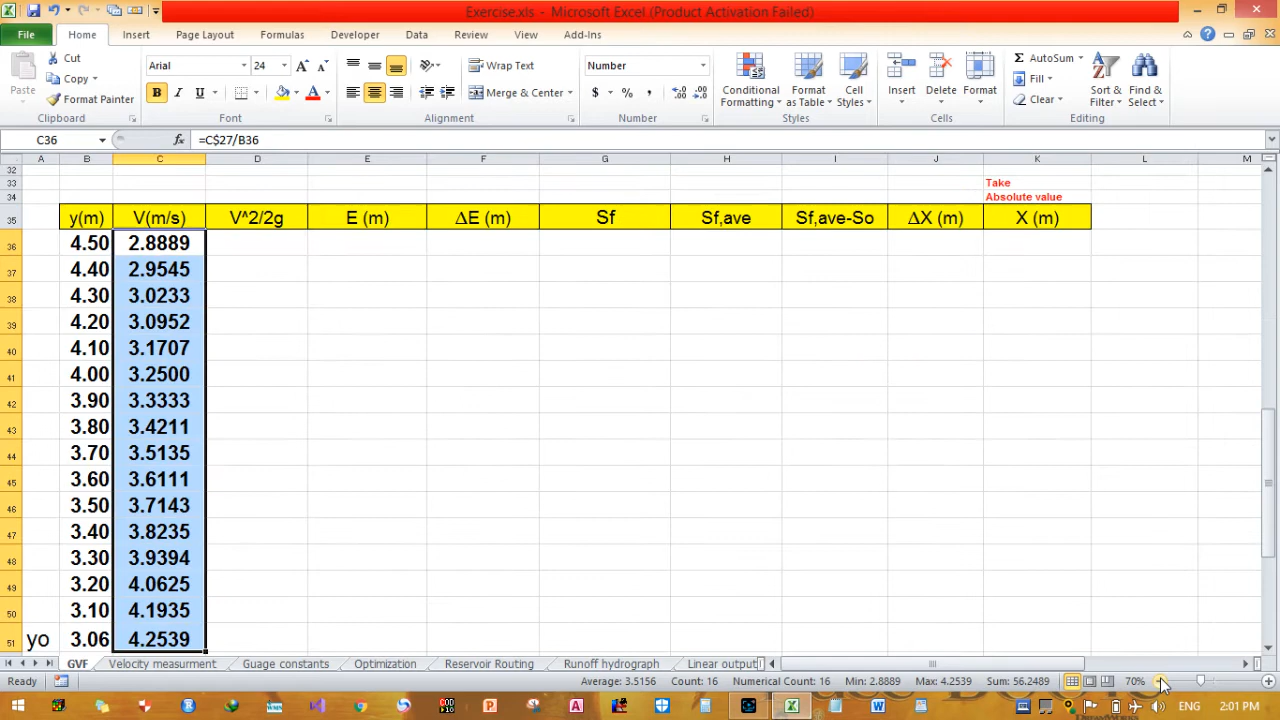 Exercise.xls - Microsoft Excel (Product Activation Failed)
File Home Insert Page Layout Formulas Developer Data Review View Add-Ins
Paste Cut Copy Format Painter Clipboard
Arial 24 Font
Wrap Text Merge & Center Alignment
Number $ % , Number
Conditional Formatting Format as Table Cell Styles Styles
Insert Delete Format Cells
AutoSum Fill Clear Sort & Filter Find & Select Editing
C36 fx =C$27/B36
A B C D E F G H I J K L M
32
33 Take
34 Absolute value
35 y(m) V(m/s) V^2/2g E (m) ΔE (m) Sf Sf,ave Sf,ave-So ΔX (m) X (m)
36 4.50 2.8889
37 4.40 2.9545
38 4.30 3.0233
39 4.20 3.0952
40 4.10 3.1707
41 4.00 3.2500
42 3.90 3.3333
43 3.80 3.4211
44 3.70 3.5135
45 3.60 3.6111
46 3.50 3.7143
47 3.40 3.8235
48 3.30 3.9394
49 3.20 4.0625
50 3.10 4.1935
51 yo 3.06 4.2539
GVF Velocity measurment Guage constants Optimization Reservoir Routing Runoff hydrograph Linear output
Ready Average: 3.5156 Count: 16 Numerical Count: 16 Min: 2.8889 Max: 4.2539 Sum: 56.2489 70%
ENG 2:01 PM